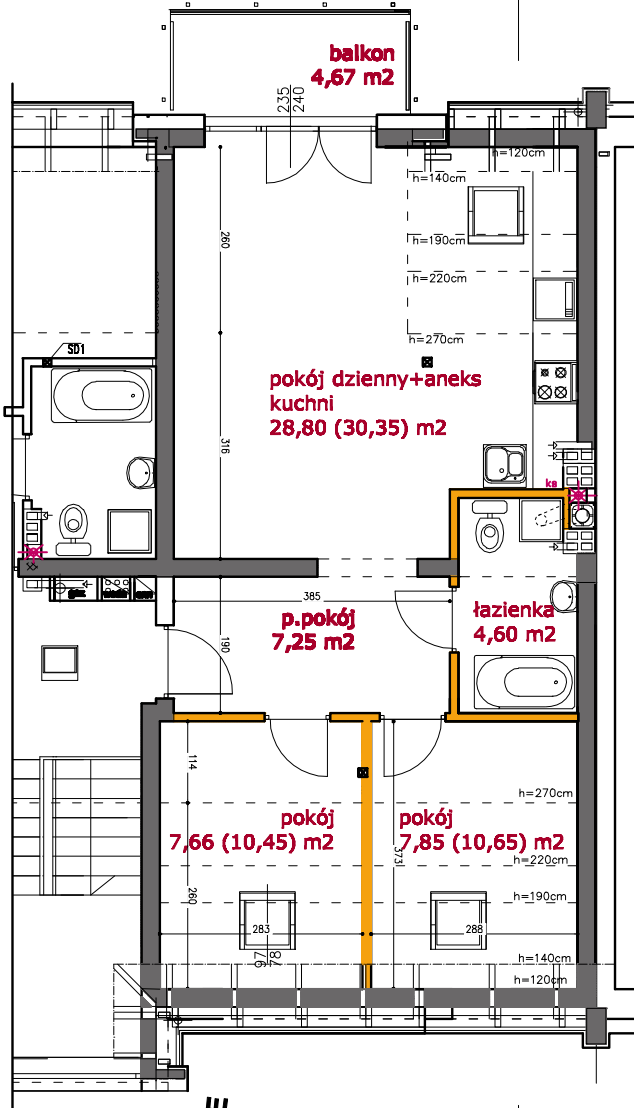 balkon
4,67 m2
235
240
h=120cm
h=140cm
h=190cm
260
h=220cm
h=270cm
SD1
pokój dzienny+aneks
kuchni
28,80 (30,35) m2
316
ks
385
p.pokój
7,25 m2
łazienka
4,60 m2
190
114
h=270cm
pokój
7,66 (10,45) m2
pokój
7,85 (10,65) m2
373
h=220cm
260
h=190cm
283
288
97
78
h=140cm
h=120cm